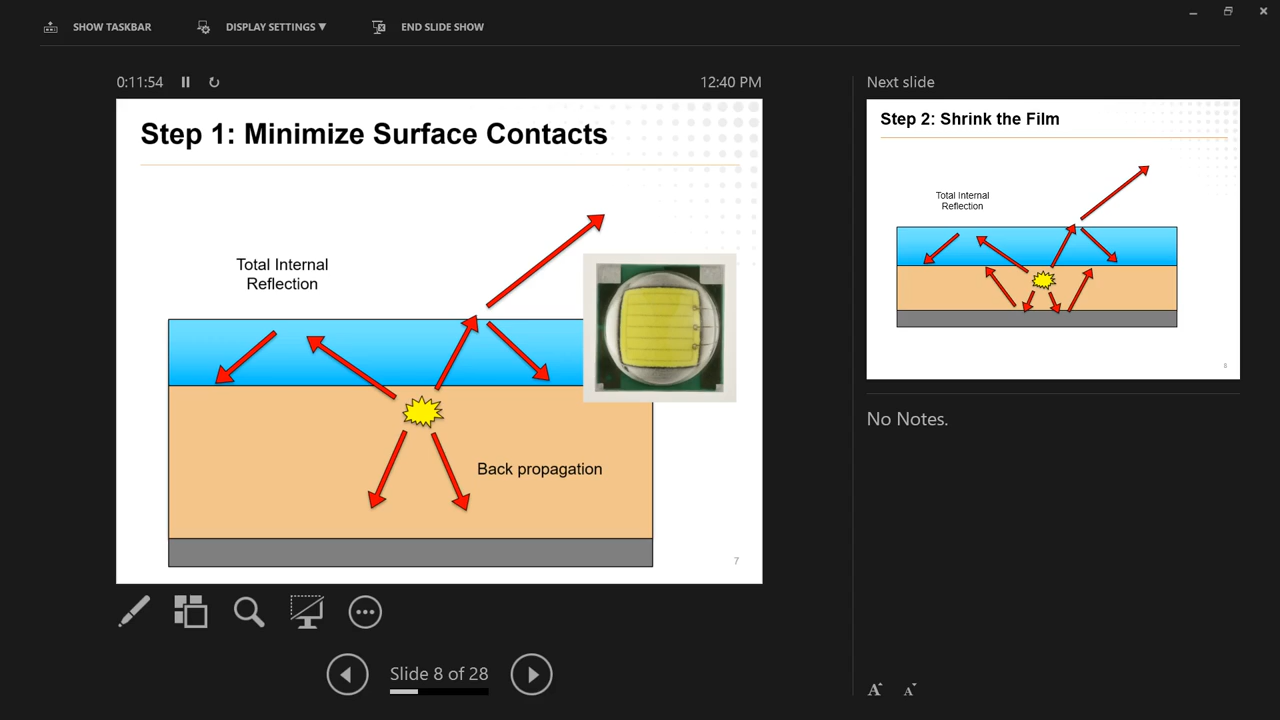 SHOW TASKBAR
DISPLAY SETTINGS ▼
END SLIDE SHOW
0:11:54
12:40 PM
Step 1: Minimize Surface Contacts
Total Internal
Reflection
Back propagation
7
Slide 8 of 28
Next slide
Step 2: Shrink the Film
Total Internal
Reflection
8
No Notes.
A
A